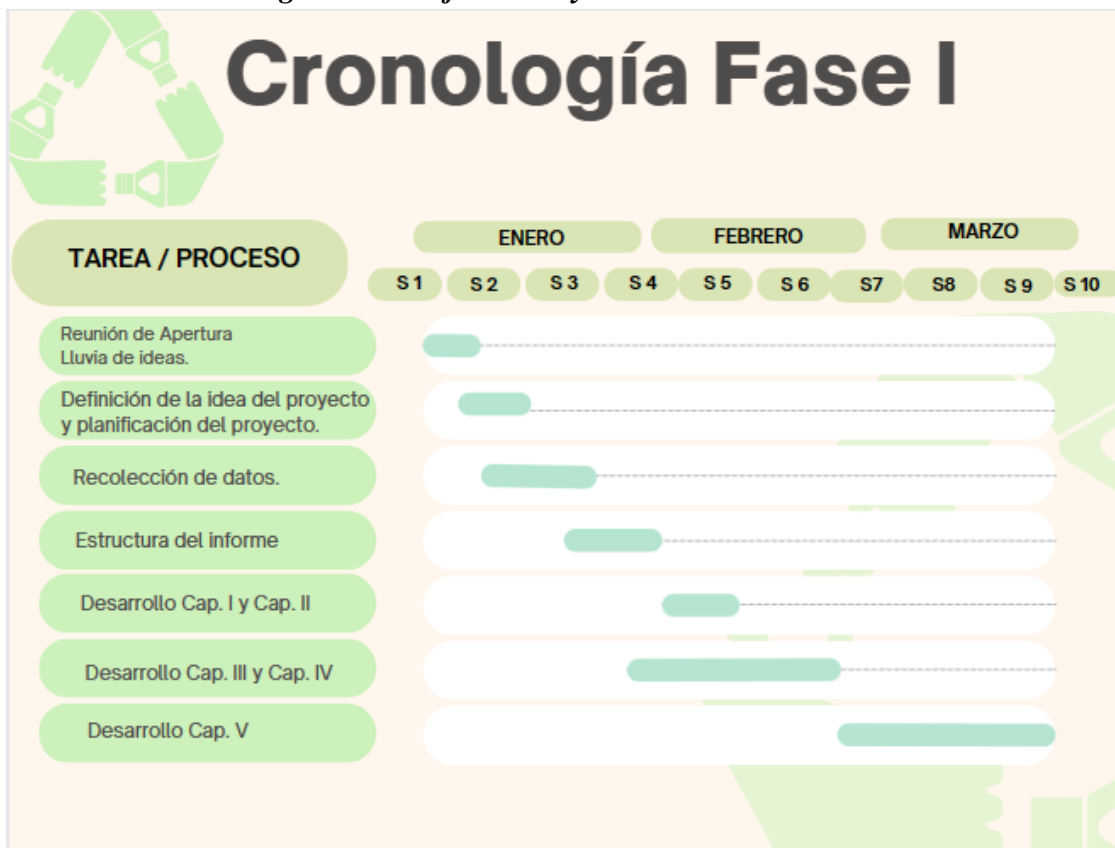 Cronología Fase I
TAREA / PROCESO
ENERO
FEBRERO
MARZO
S 1
S 2
S 3
S 4
S 5
S 6
S7
S8
S 9
S 10
Reunión de Apertura
Lluvia de ideas.
Definición de la idea del proyecto
y planificación del proyecto.
Recolección de datos.
Estructura del informe
Desarrollo Cap. I y Cap. II
Desarrollo Cap. III y Cap. IV
Desarrollo Cap. V